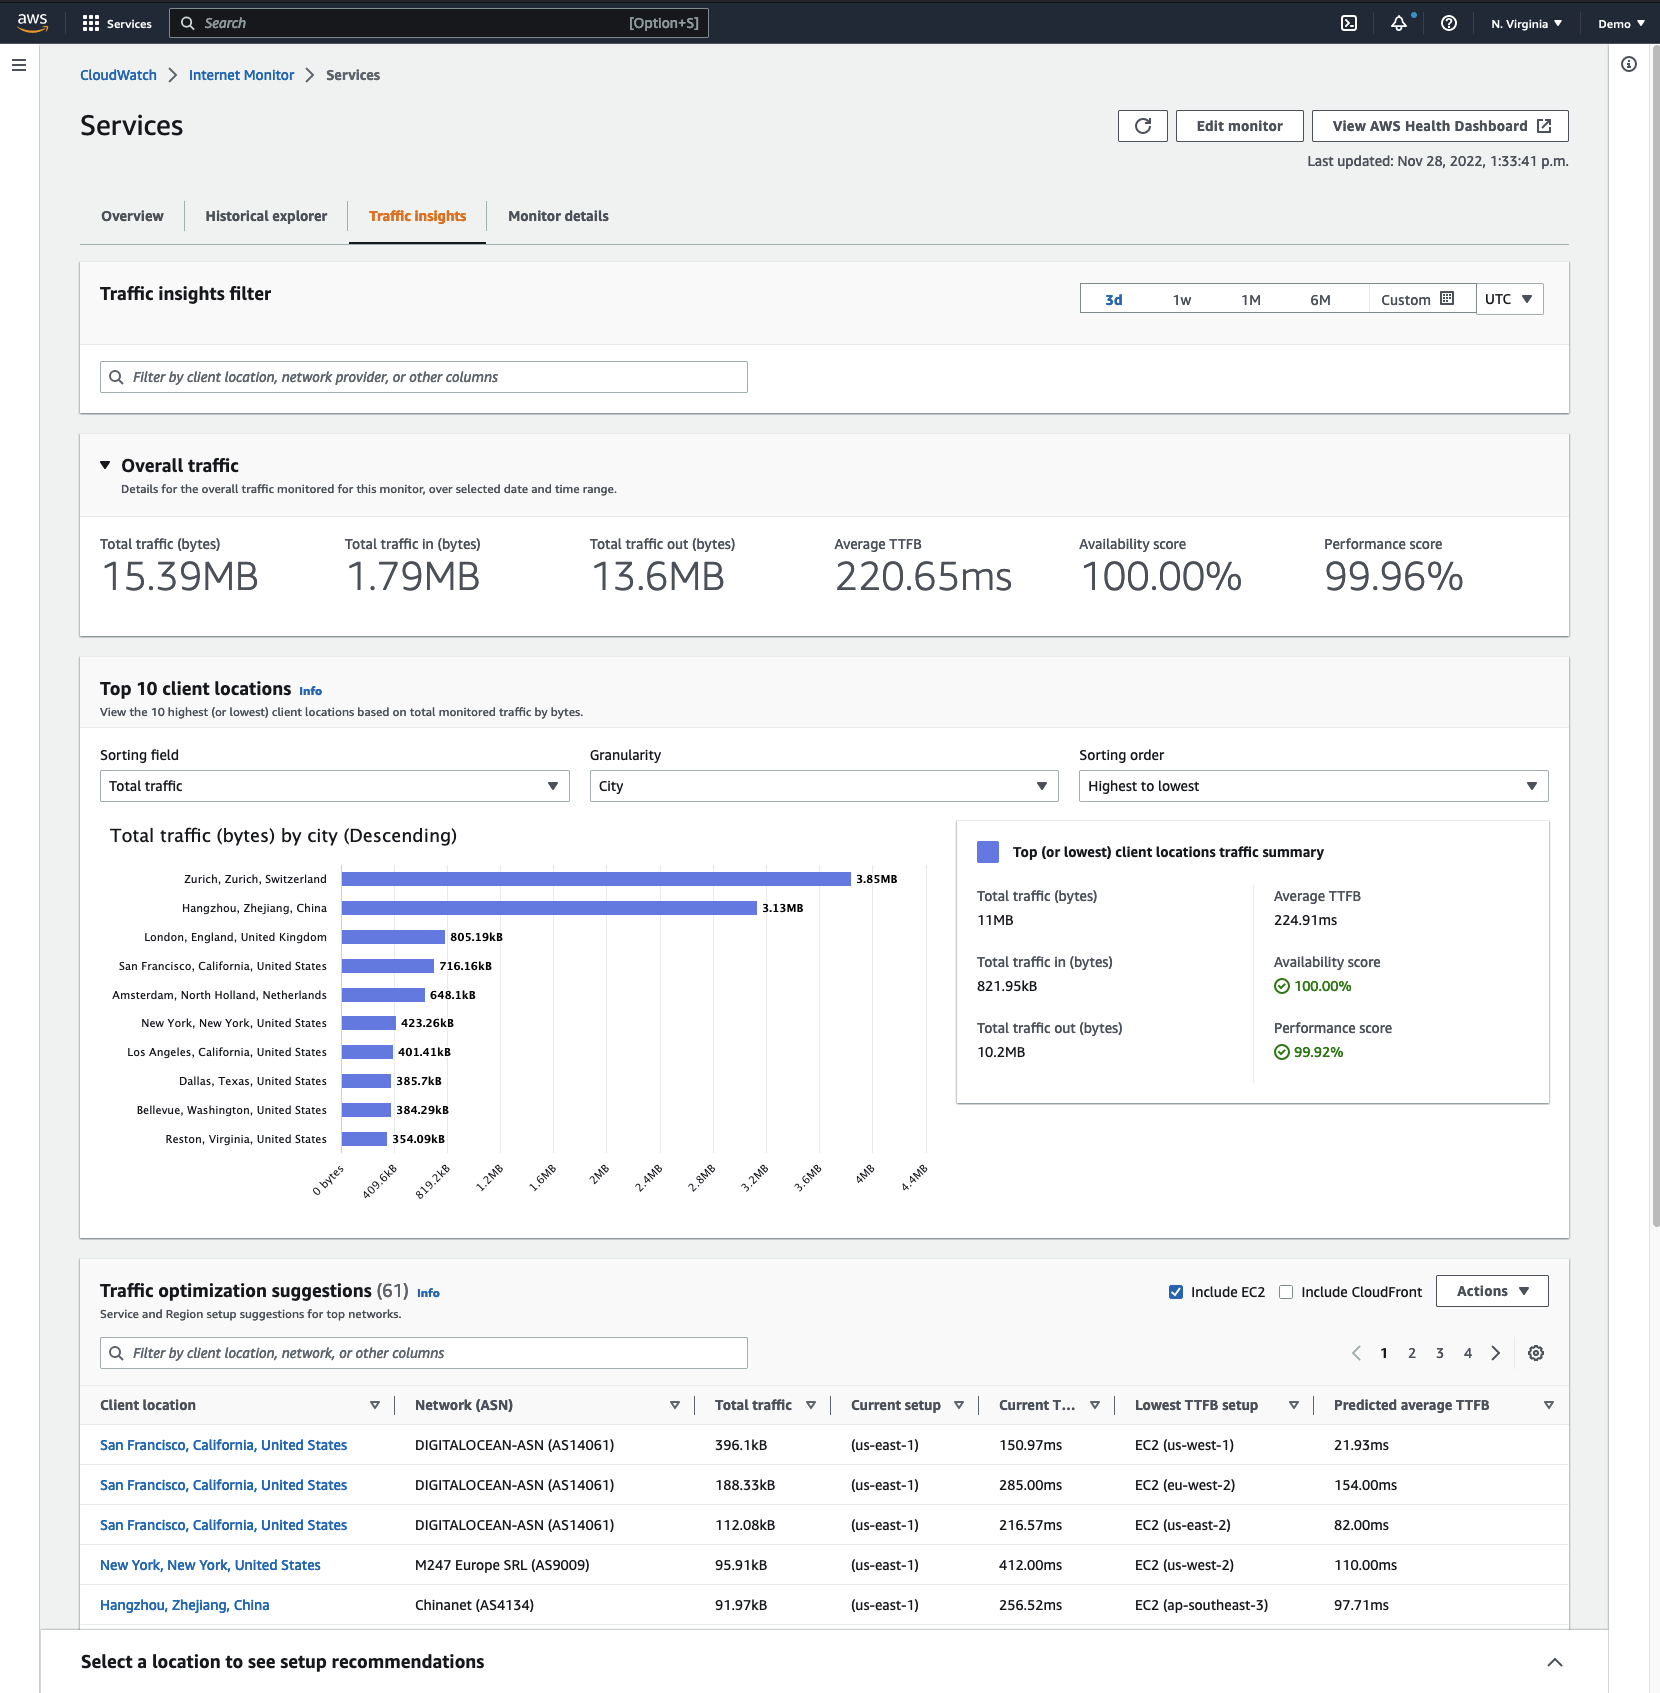 aws
Services
Search
[Option+S]
N. Virginia
Demo
CloudWatch
Internet Monitor
Services
Services
Edit monitor
View AWS Health Dashboard
Last updated: Nov 28, 2022, 1:33:41 p.m.
Overview
Historical explorer
Traffic insights
Monitor details
Traffic insights filter
3d
1w
1M
6M
Custom
UTC
Filter by client location, network provider, or other columns
Overall traffic
Details for the overall traffic monitored for this monitor, over selected date and time range.
Total traffic (bytes)
15.39MB
Total traffic in (bytes)
1.79MB
Total traffic out (bytes)
13.6MB
Average TTFB
220.65ms
Availability score
100.00%
Performance score
99.96%
Top 10 client locations Info
View the 10 highest (or lowest) client locations based on total monitored traffic by bytes.
Sorting field
Total traffic
Granularity
City
Sorting order
Highest to lowest
Total traffic (bytes) by city (Descending)
Zurich, Zurich, Switzerland 3.85MB
Hangzhou, Zhejiang, China 3.13MB
London, England, United Kingdom 805.19kB
San Francisco, California, United States 716.16kB
Amsterdam, North Holland, Netherlands 648.1kB
New York, New York, United States 423.26kB
Los Angeles, California, United States 401.41kB
Dallas, Texas, United States 385.7kB
Bellevue, Washington, United States 384.29kB
Reston, Virginia, United States 354.09kB
0 bytes 409.6kB 819.2kB 1.2MB 1.6MB 2MB 2.4MB 2.8MB 3.2MB 3.6MB 4MB 4.4MB
Top (or lowest) client locations traffic summary
Total traffic (bytes)
11MB
Total traffic in (bytes)
821.95kB
Total traffic out (bytes)
10.2MB
Average TTFB
224.91ms
Availability score
100.00%
Performance score
99.92%
Traffic optimization suggestions (61) Info
Service and Region setup suggestions for top networks.
Include EC2
Include CloudFront
Actions
Filter by client location, network, or other columns
1 2 3 4
Client location Network (ASN) Total traffic Current setup Current T... Lowest TTFB setup Predicted average TTFB
San Francisco, California, United States DIGITALOCEAN-ASN (AS14061) 396.1kB (us-east-1) 150.97ms EC2 (us-west-1) 21.93ms
San Francisco, California, United States DIGITALOCEAN-ASN (AS14061) 188.33kB (us-east-1) 285.00ms EC2 (eu-west-2) 154.00ms
San Francisco, California, United States DIGITALOCEAN-ASN (AS14061) 112.08kB (us-east-1) 216.57ms EC2 (us-east-2) 82.00ms
New York, New York, United States M247 Europe SRL (AS9009) 95.91kB (us-east-1) 412.00ms EC2 (us-west-2) 110.00ms
Hangzhou, Zhejiang, China Chinanet (AS4134) 91.97kB (us-east-1) 256.52ms EC2 (ap-southeast-3) 97.71ms
Select a location to see setup recommendations